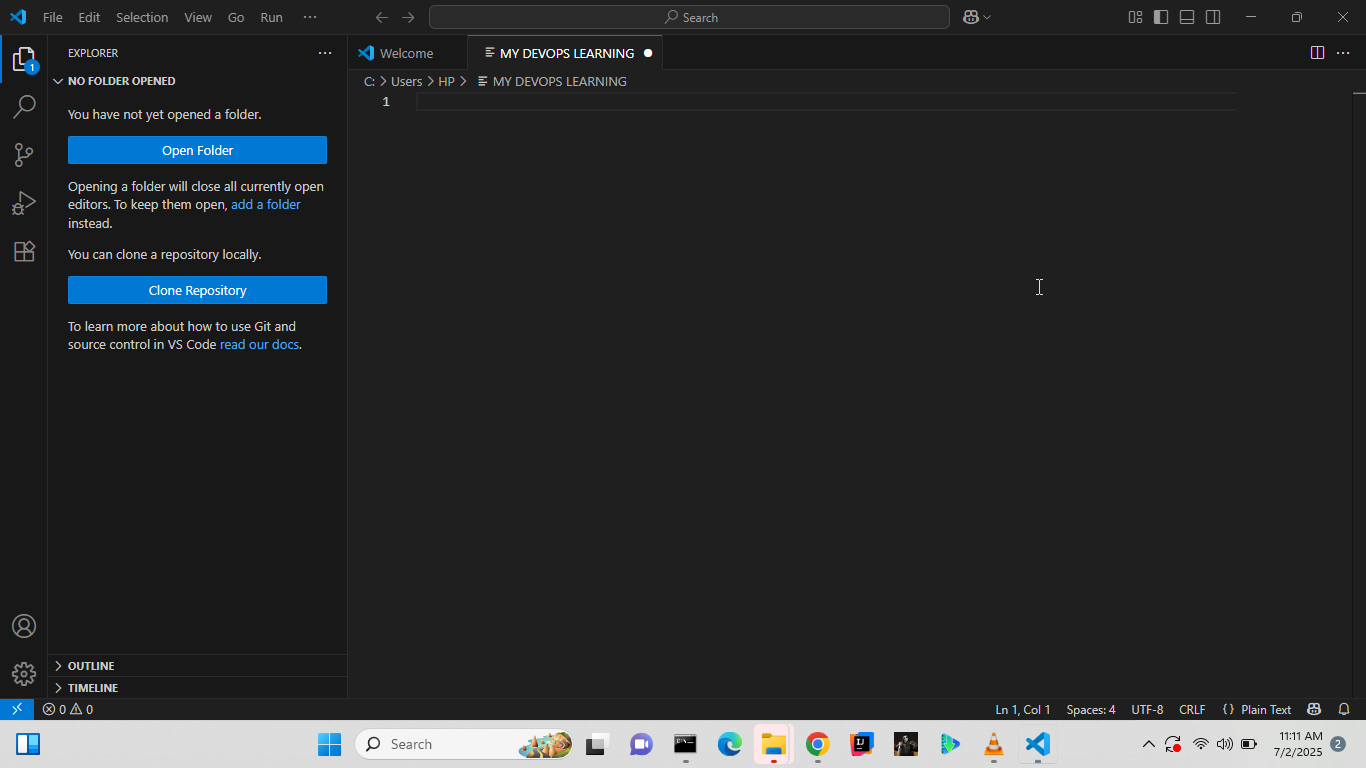 File Edit Selection View Go Run ···
Search
EXPLORER ···
Welcome
MY DEVOPS LEARNING
NO FOLDER OPENED
C: > Users > HP > MY DEVOPS LEARNING
1
1
You have not yet opened a folder.
Open Folder
Opening a folder will close all currently open
editors. To keep them open, add a folder
instead.
You can clone a repository locally.
Clone Repository
To learn more about how to use Git and
source control in VS Code read our docs.
OUTLINE
TIMELINE
0 0
Ln 1, Col 1 Spaces: 4 UTF-8 CRLF {} Plain Text
Search
11:11 AM
7/2/2025
2